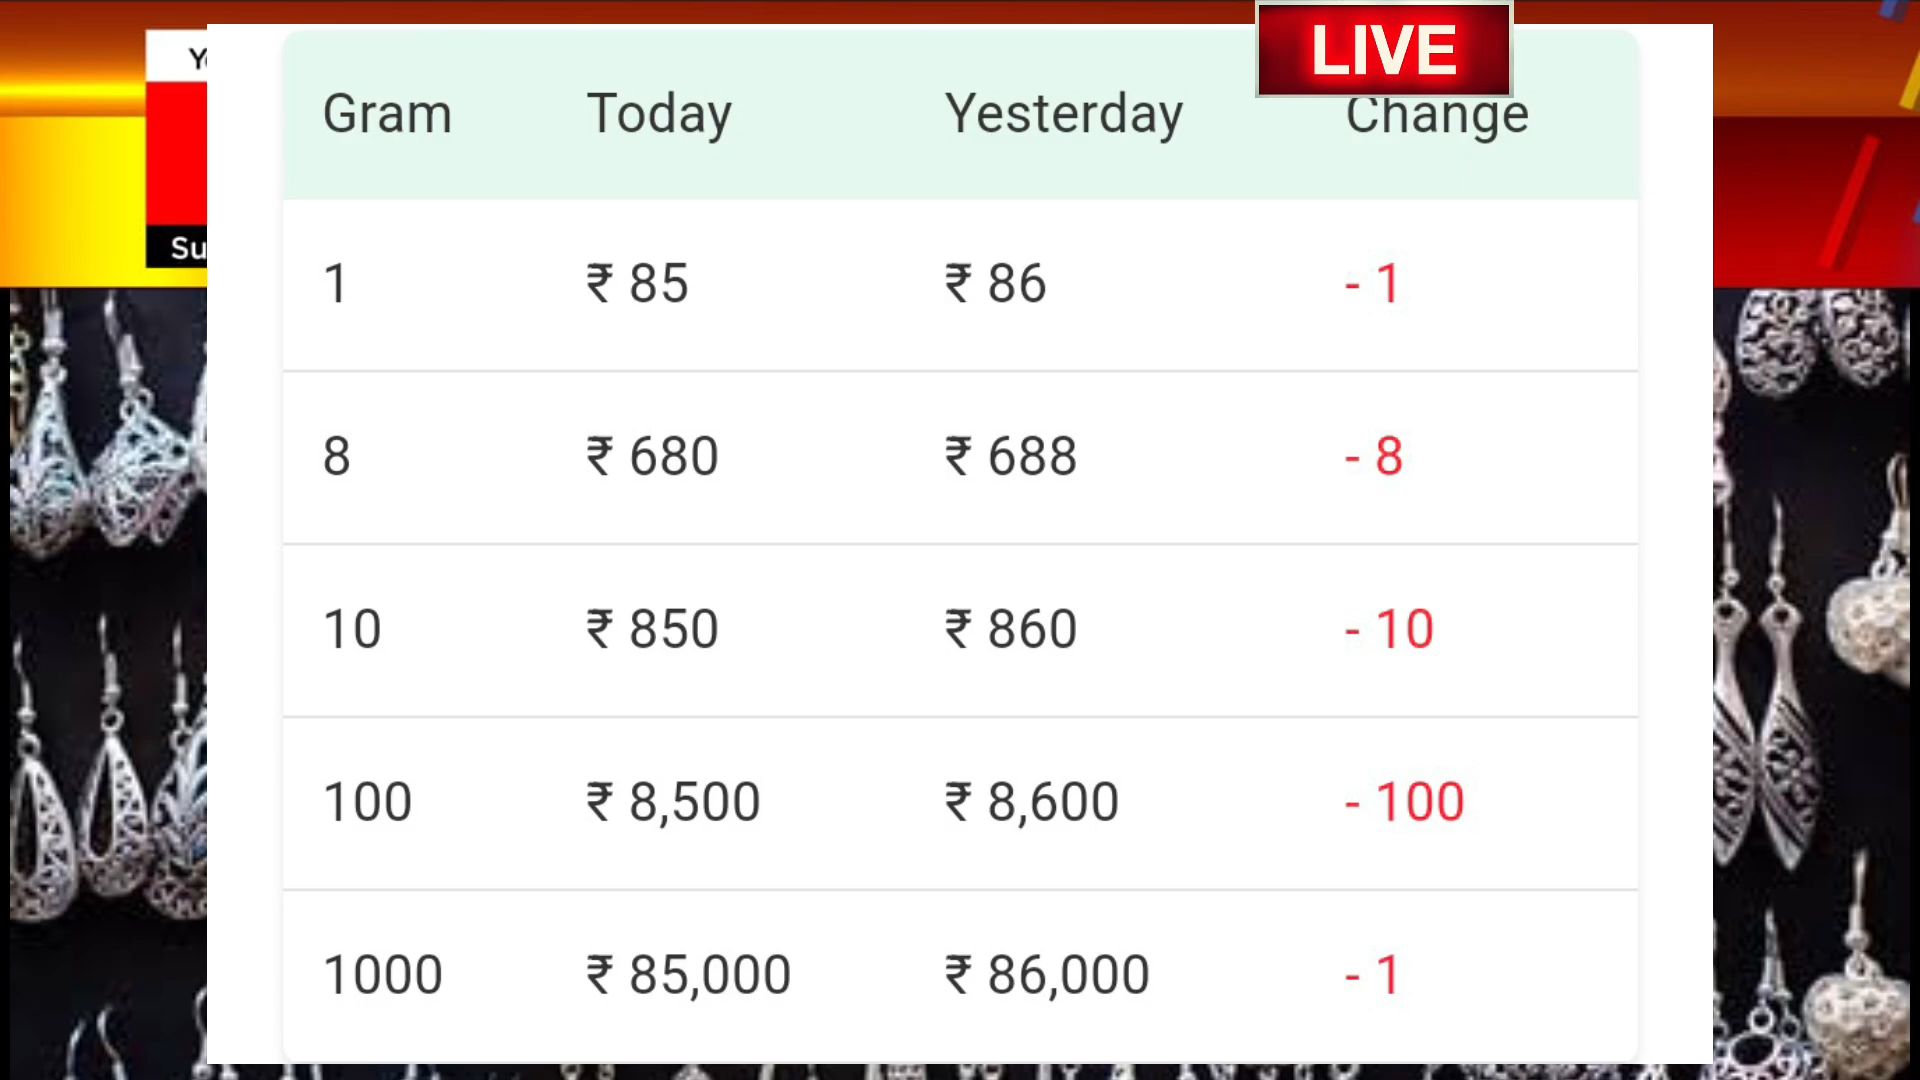 LIVE
Gram Today Yesterday Change
1 ₹ 85 ₹ 86 - 1
8 ₹ 680 ₹ 688 - 8
10 ₹ 850 ₹ 860 - 10
100 ₹ 8,500 ₹ 8,600 - 100
1000 ₹ 85,000 ₹ 86,000 - 1